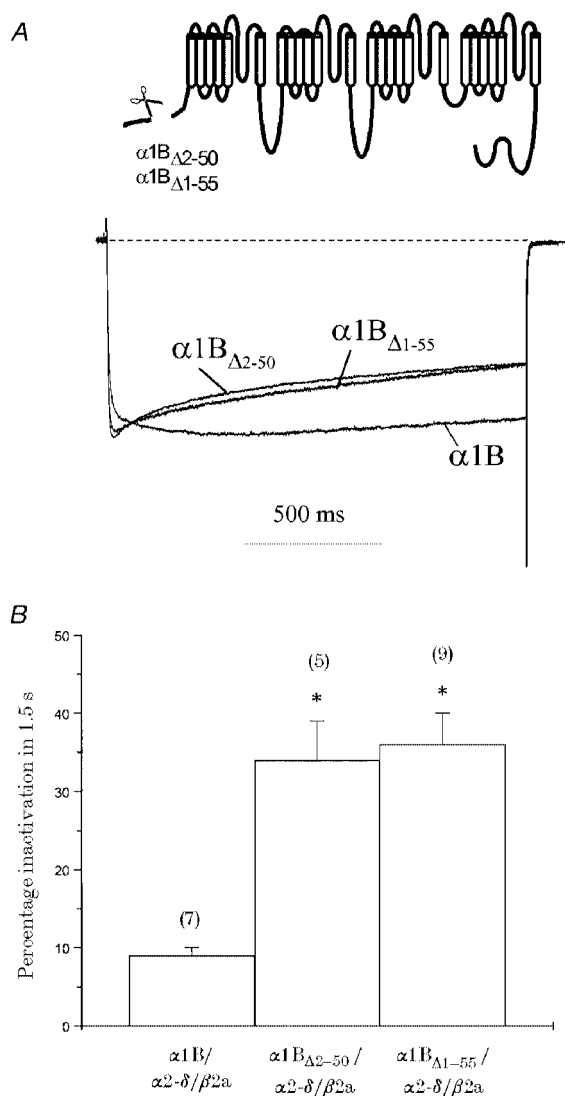 A
α1BΔ2-50
α1BΔ1-55
α1BΔ2-50
α1BΔ1-55
α1B
500 ms
B
50
40
30
20
10
0
Percentage inactivation in 1.5 s
(7)
(5)
*
(9)
*
α1B/
α2-δ/β2a
α1BΔ2–50/
α2-δ/β2a
α1BΔ1–55/
α2-δ/β2a